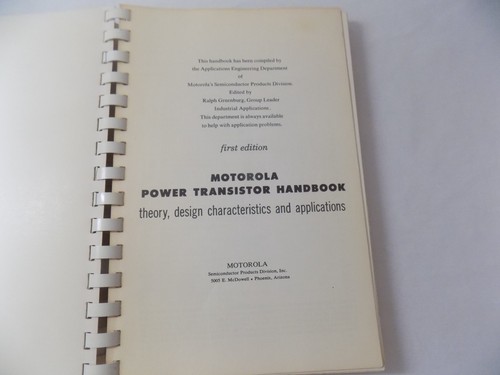 This handbook has been compiled by
the Applications Engineering Department
of
Motorola's Semiconductor Products Division
Edited by
Ralph Greenburg, Group Leader
Industrial Applications.
This department is always available
to help with application problems.
first edition
MOTOROLA
POWER TRANSISTOR HANDBOOK
theory, design characteristics and applications
MOTOROLA
Semiconductor Products Division, Inc.
5005 E. McDowell • Phoenix, Arizona